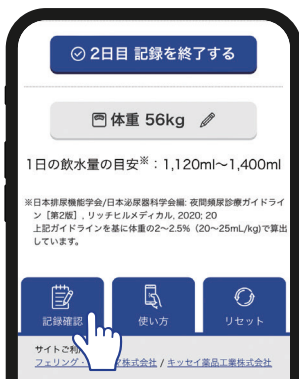 2日目 記録を終了する
体重 56kg
1日の飲水量の目安※：1,120ml〜1,400ml
※日本排尿機能学会/日本泌尿器科学会編: 夜間頻尿診療ガイドライ
ン［第2版］, リッチヒルメディカル, 2020; 20
上記ガイドラインを基に体重の2〜2.5%（20〜25mL/kg)で算出
しています。
記録確認 使い方 リセット
サイトご利
フェリング・ 株式会社 / キッセイ薬品工業株式会社